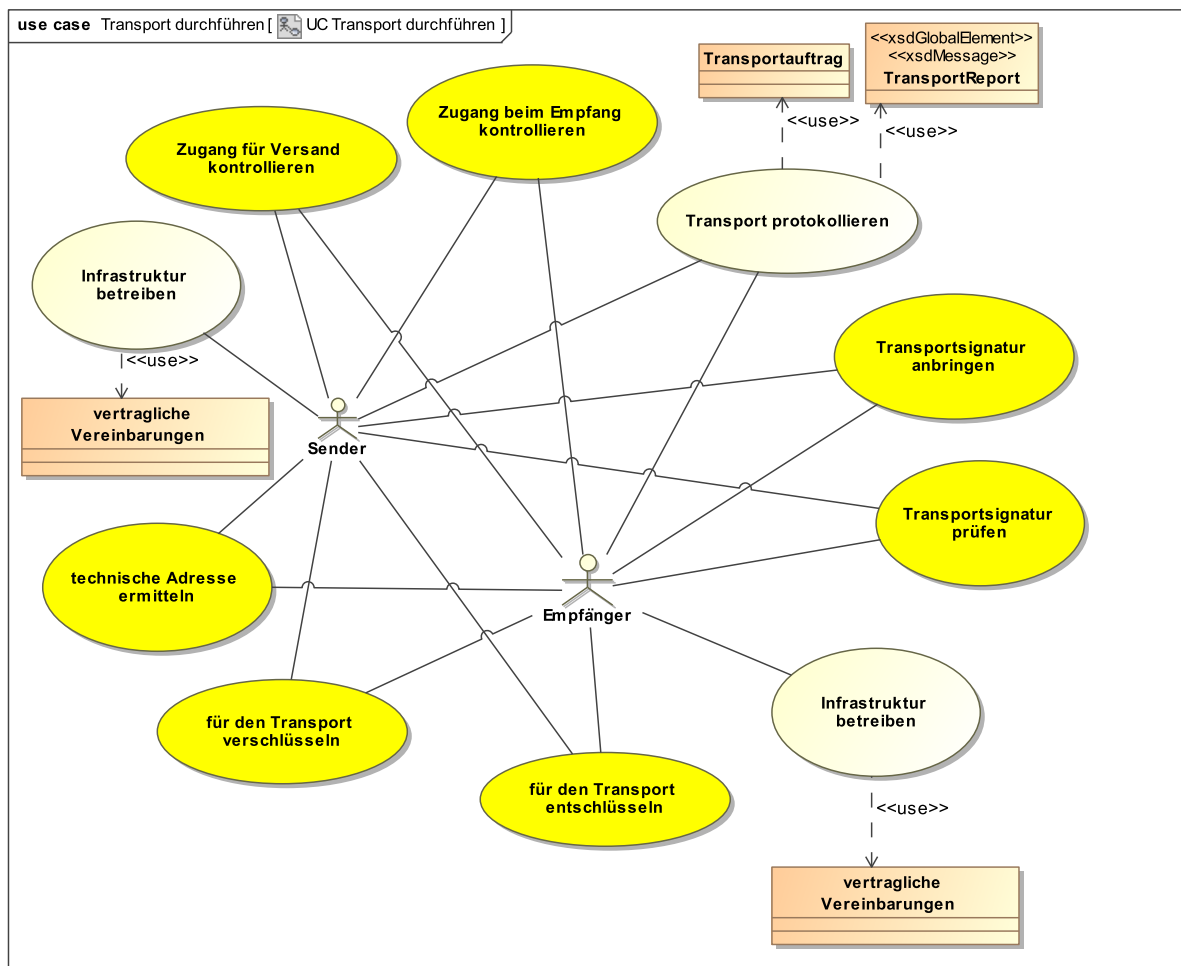 use case Transport durchführen [ UC Transport durchführen ]
<<xsdGlobalElement>>
<<xsdMessage>>
TransportReport
Transportauftrag
<<use>>
<<use>>
Zugang beim Empfang
kontrollieren
Zugang für Versand
kontrollieren
Transport protokollieren
Infrastruktur
betreiben
<<use>>
vertragliche
Vereinbarungen
Transportsignatur
anbringen
Sender
Transportsignatur
prüfen
technische Adresse
ermitteln
Empfänger
für den Transport
verschlüsseln
Infrastruktur
betreiben
für den Transport
entschlüsseln
<<use>>
vertragliche
Vereinbarungen